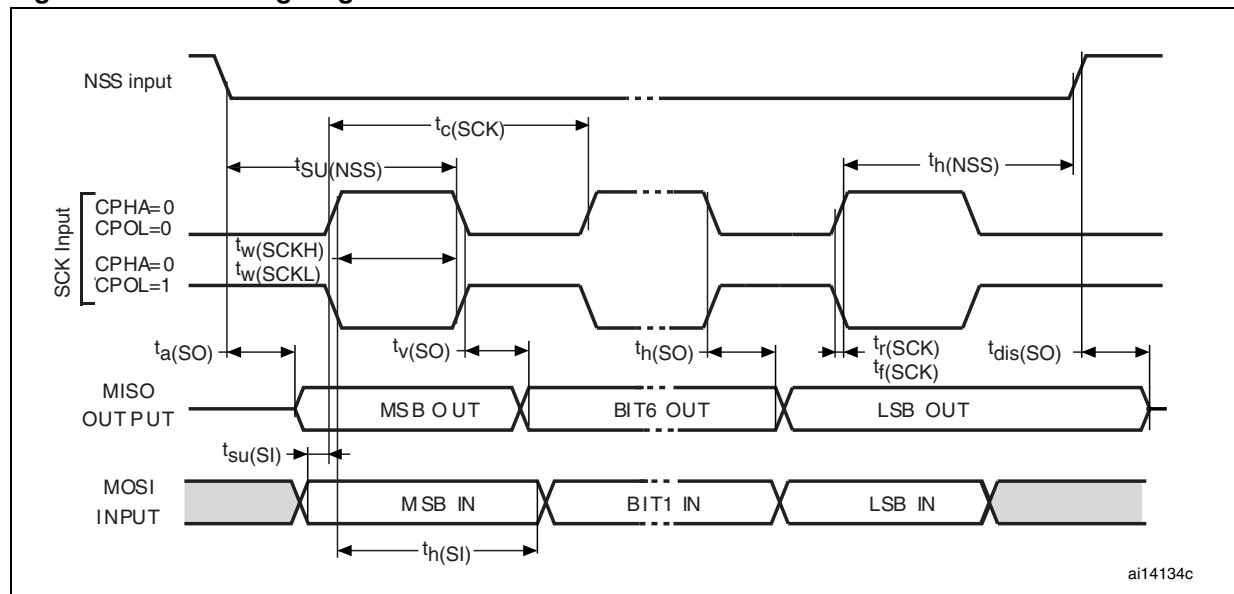 NSS input
tc(SCK)
tSU(NSS)
th(NSS)
SCK Input
CPHA=0
CPOL=0
tw(SCKH)
CPHA=0
tw(SCKL)
CPOL=1
ta(SO)
tv(SO)
th(SO)
tr(SCK)
tf(SCK)
tdis(SO)
MISO
OUTPUT
MSB OUT
BIT6 OUT
LSB OUT
tsu(SI)
MOSI
INPUT
MSB IN
BIT1 IN
LSB IN
th(SI)
ai14134c